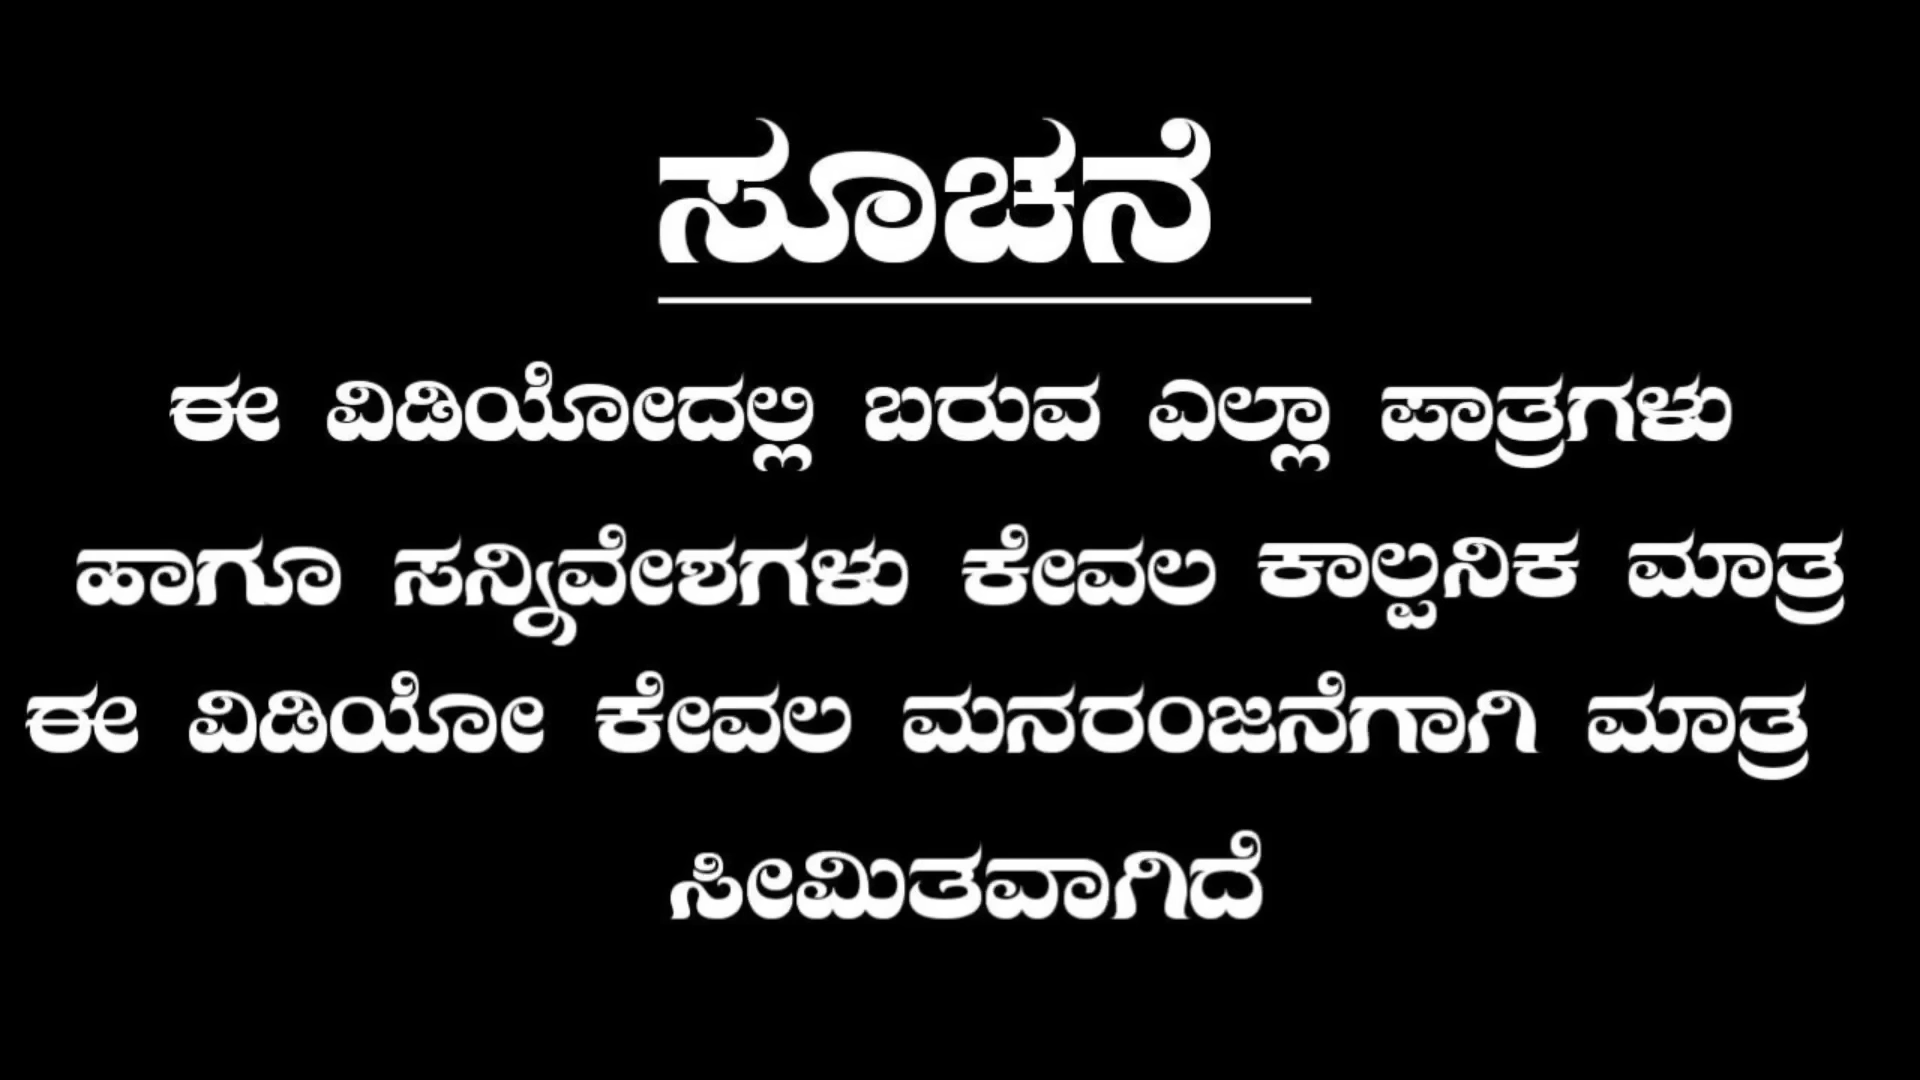 ಸೂಚನೆ
ಈ ವಿಡಿಯೋದಲ್ಲಿ ಬರುವ ಎಲ್ಲಾ ಪಾತ್ರಗಳು
ಹಾಗೂ ಸನ್ನಿವೇಶಗಳು ಕೇವಲ ಕಾಲ್ಪನಿಕ ಮಾತ್ರ
ಈ ವಿಡಿಯೋ ಕೇವಲ ಮನರಂಜನೆಗಾಗಿ ಮಾತ್ರ
ಸೀಮಿತವಾಗಿದೆ